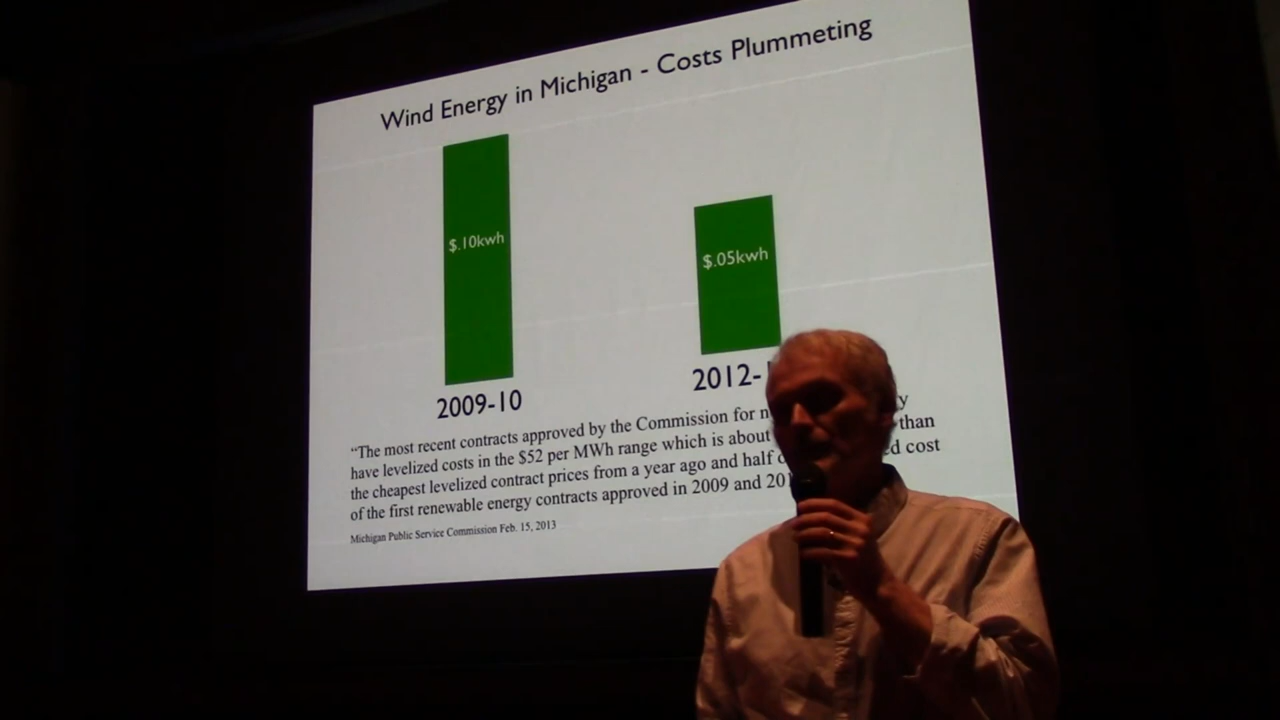 Wind Energy in Michigan - Costs Plummeting
$.10kwh
$.05kwh
2009-10
2012-
“The most recent contracts approved by the Commission for
have levelized costs in the $52 per MWh range which is about than
the cheapest levelized contract prices from a year ago and half cost
of the first renewable energy contracts approved in 2009 and
Michigan Public Service Commission Feb. 15, 2013